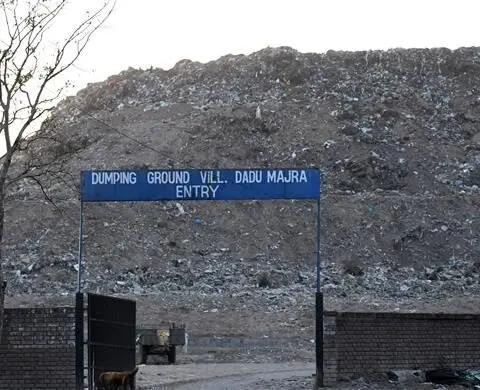 DUMPING GROUND VILL. DADU MAJRA
ENTRY